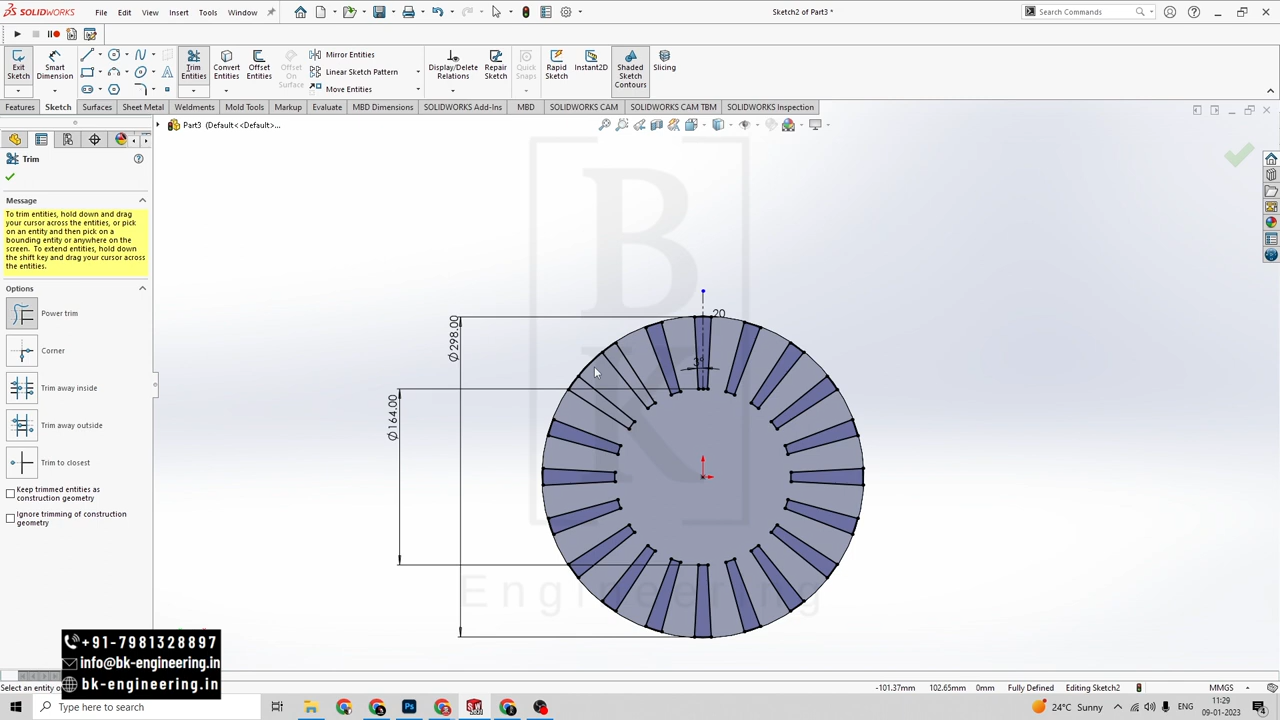 SOLIDWORKS File Edit View Insert Tools Window Sketch2 of Part3 * Search Commands
Exit Sketch Smart Dimension Trim Entities Convert Entities Offset Entities Offset On Surface Mirror Entities Linear Sketch Pattern Move Entities Display/Delete Relations Repair Sketch Quick Snaps Rapid Sketch Instant2D Shaded Sketch Contours Slicing
Features Sketch Surfaces Sheet Metal Weldments Mold Tools Markup Evaluate MBD Dimensions SOLIDWORKS Add-Ins MBD SOLIDWORKS CAM SOLIDWORKS CAM TBM SOLIDWORKS Inspection
Part3 (Default<<Default>...
Trim
Message
To trim entities, hold down and drag
your cursor across the entities, or pick
on an entity and then pick on a
bounding entity or anywhere on the
screen. To extend entities, hold down
the shift key and drag your cursor across
the entities.
Options
Power trim
Corner
Trim away inside
Trim away outside
Trim to closest
Keep trimmed entities as
construction geometry
Ignore trimming of construction
geometry
B
K
Engineering
20
3°
Ø298.00
Ø164.00
+91-7981328897
info@bk-engineering.in
bk-engineering.in
Select an entity -101.37mm 102.65mm 0mm Fully Defined Editing Sketch2 MMGS
Type here to search 24°C Sunny ENG 11:29
09-01-2023